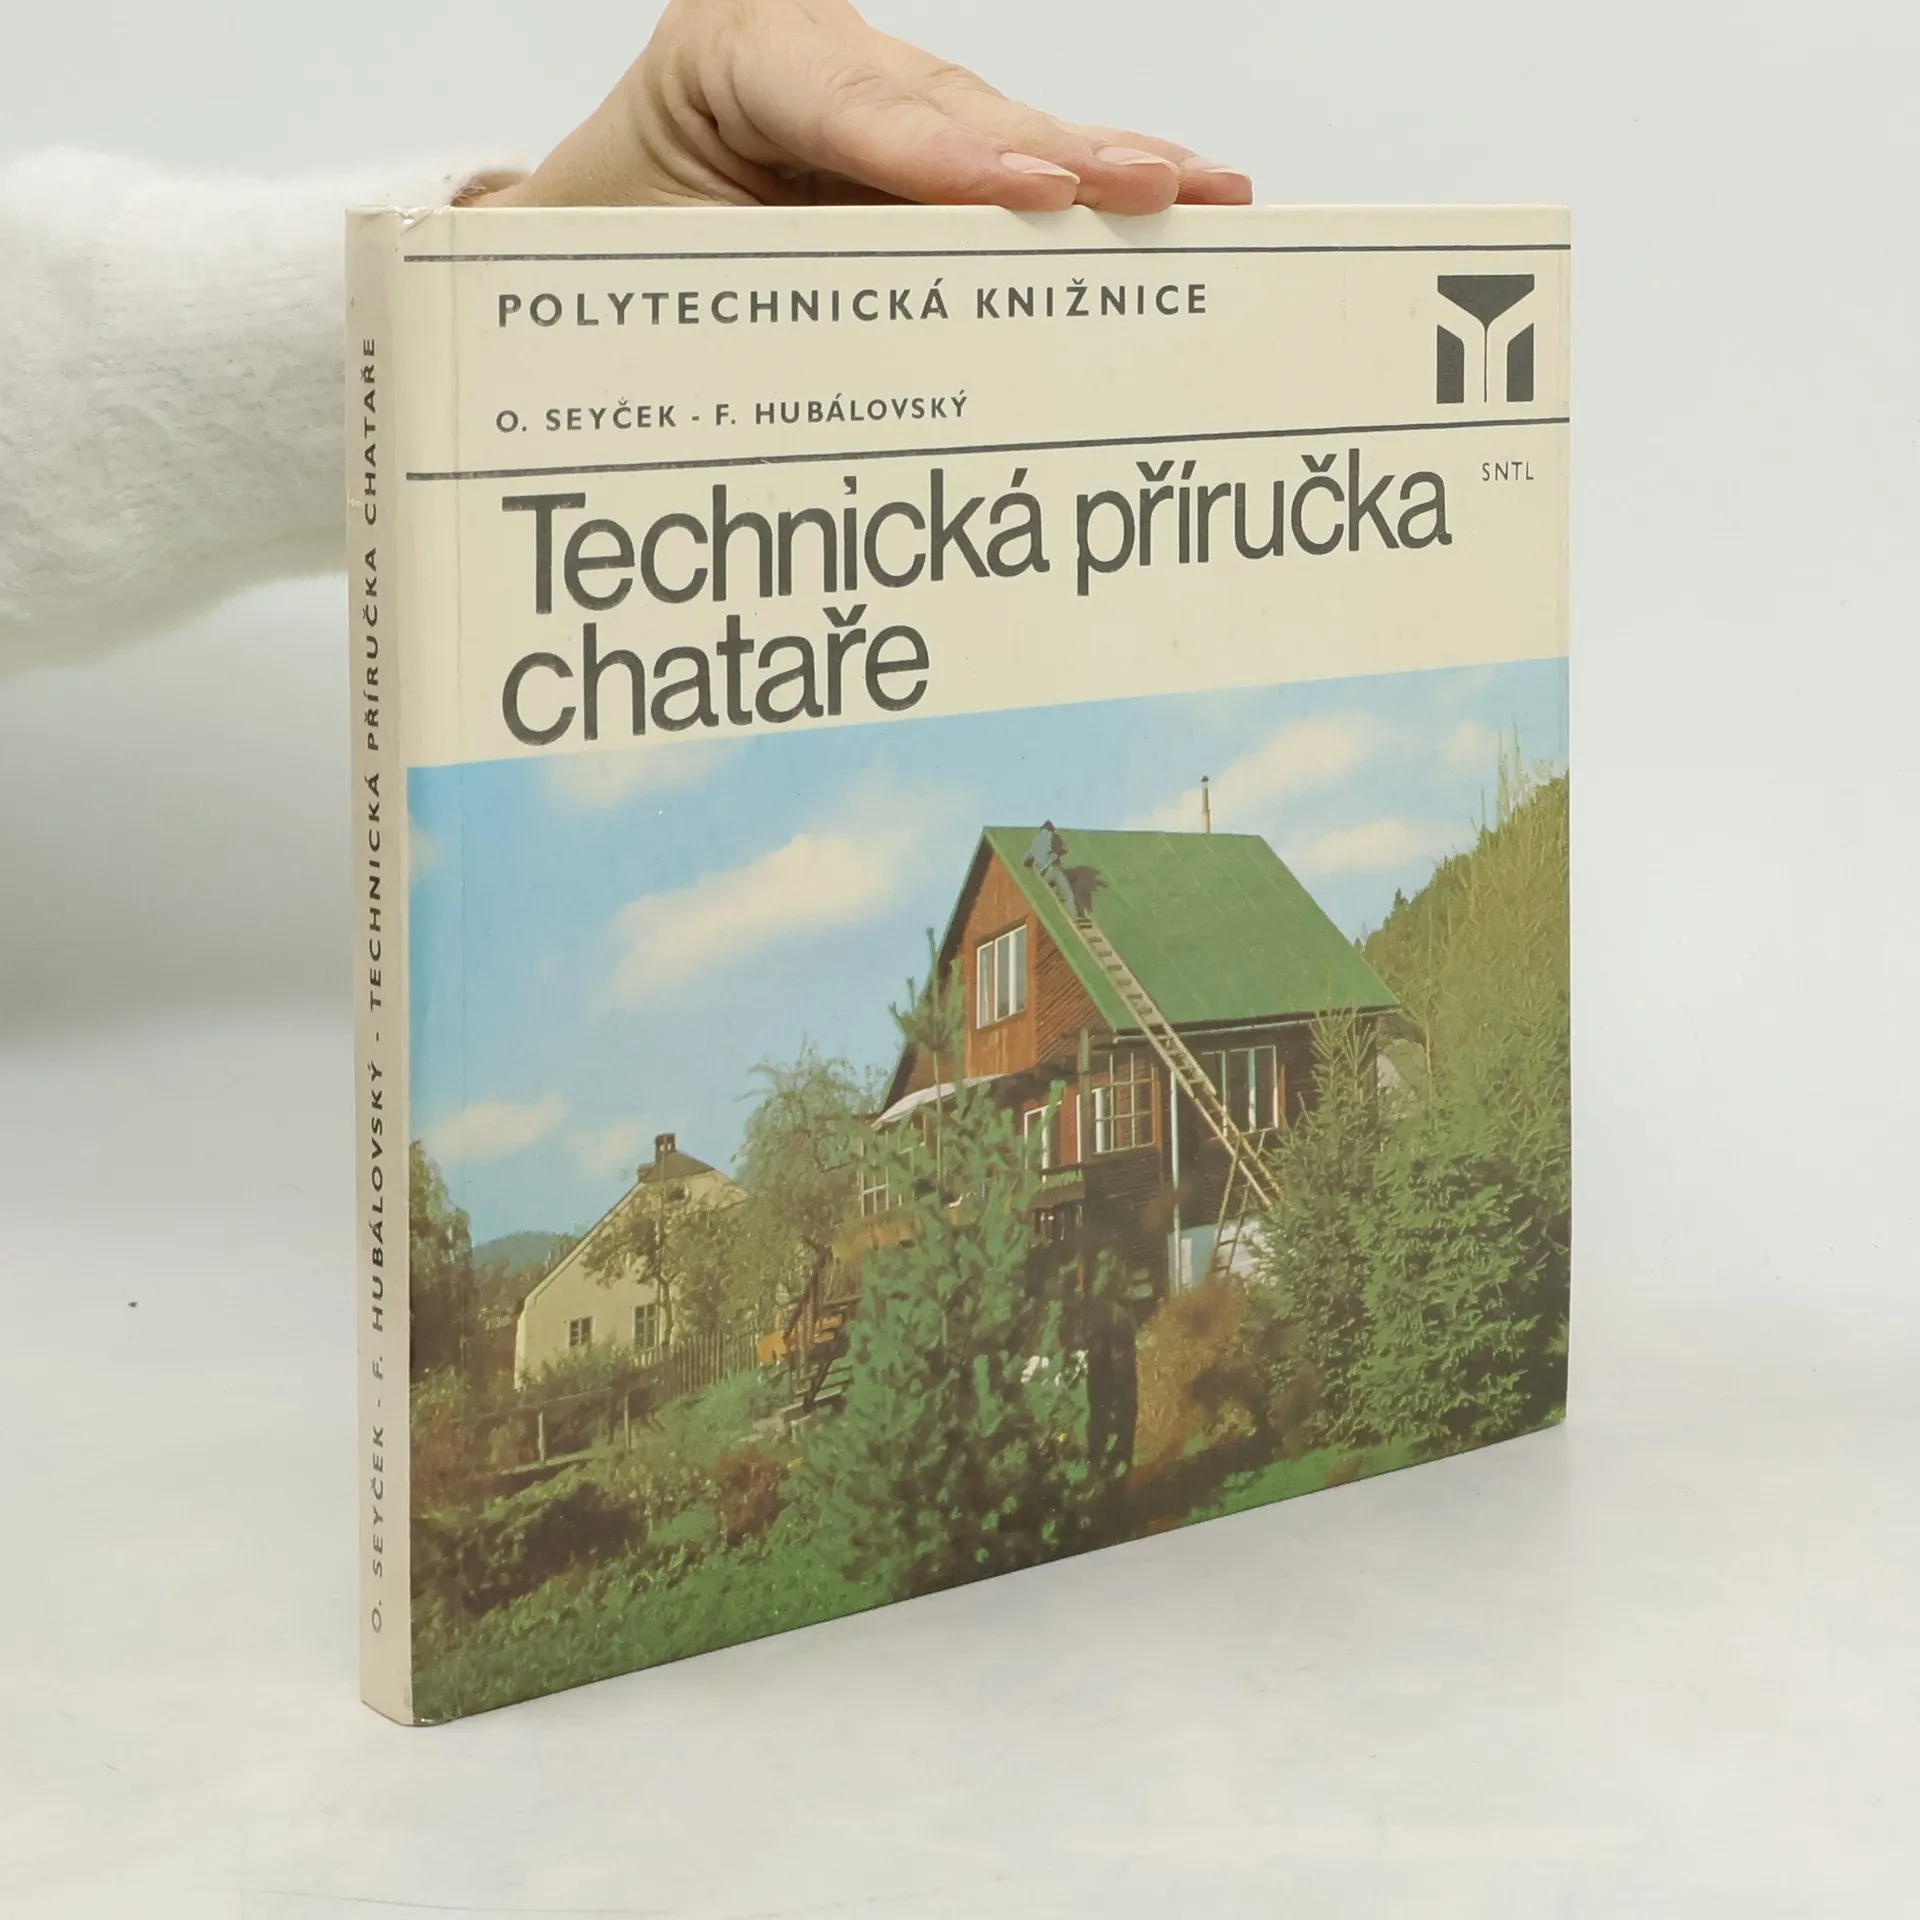 POLYTECHNICKÁ KNIŽNICE
O. SEYČEK - F. HUBÁLOVSKÝ
Technická příručka
chataře
SNTL
O. SEYČEK - F. HUBÁLOVSKÝ - TECHNICKÁ PŘÍRUČKA CHATAŘE